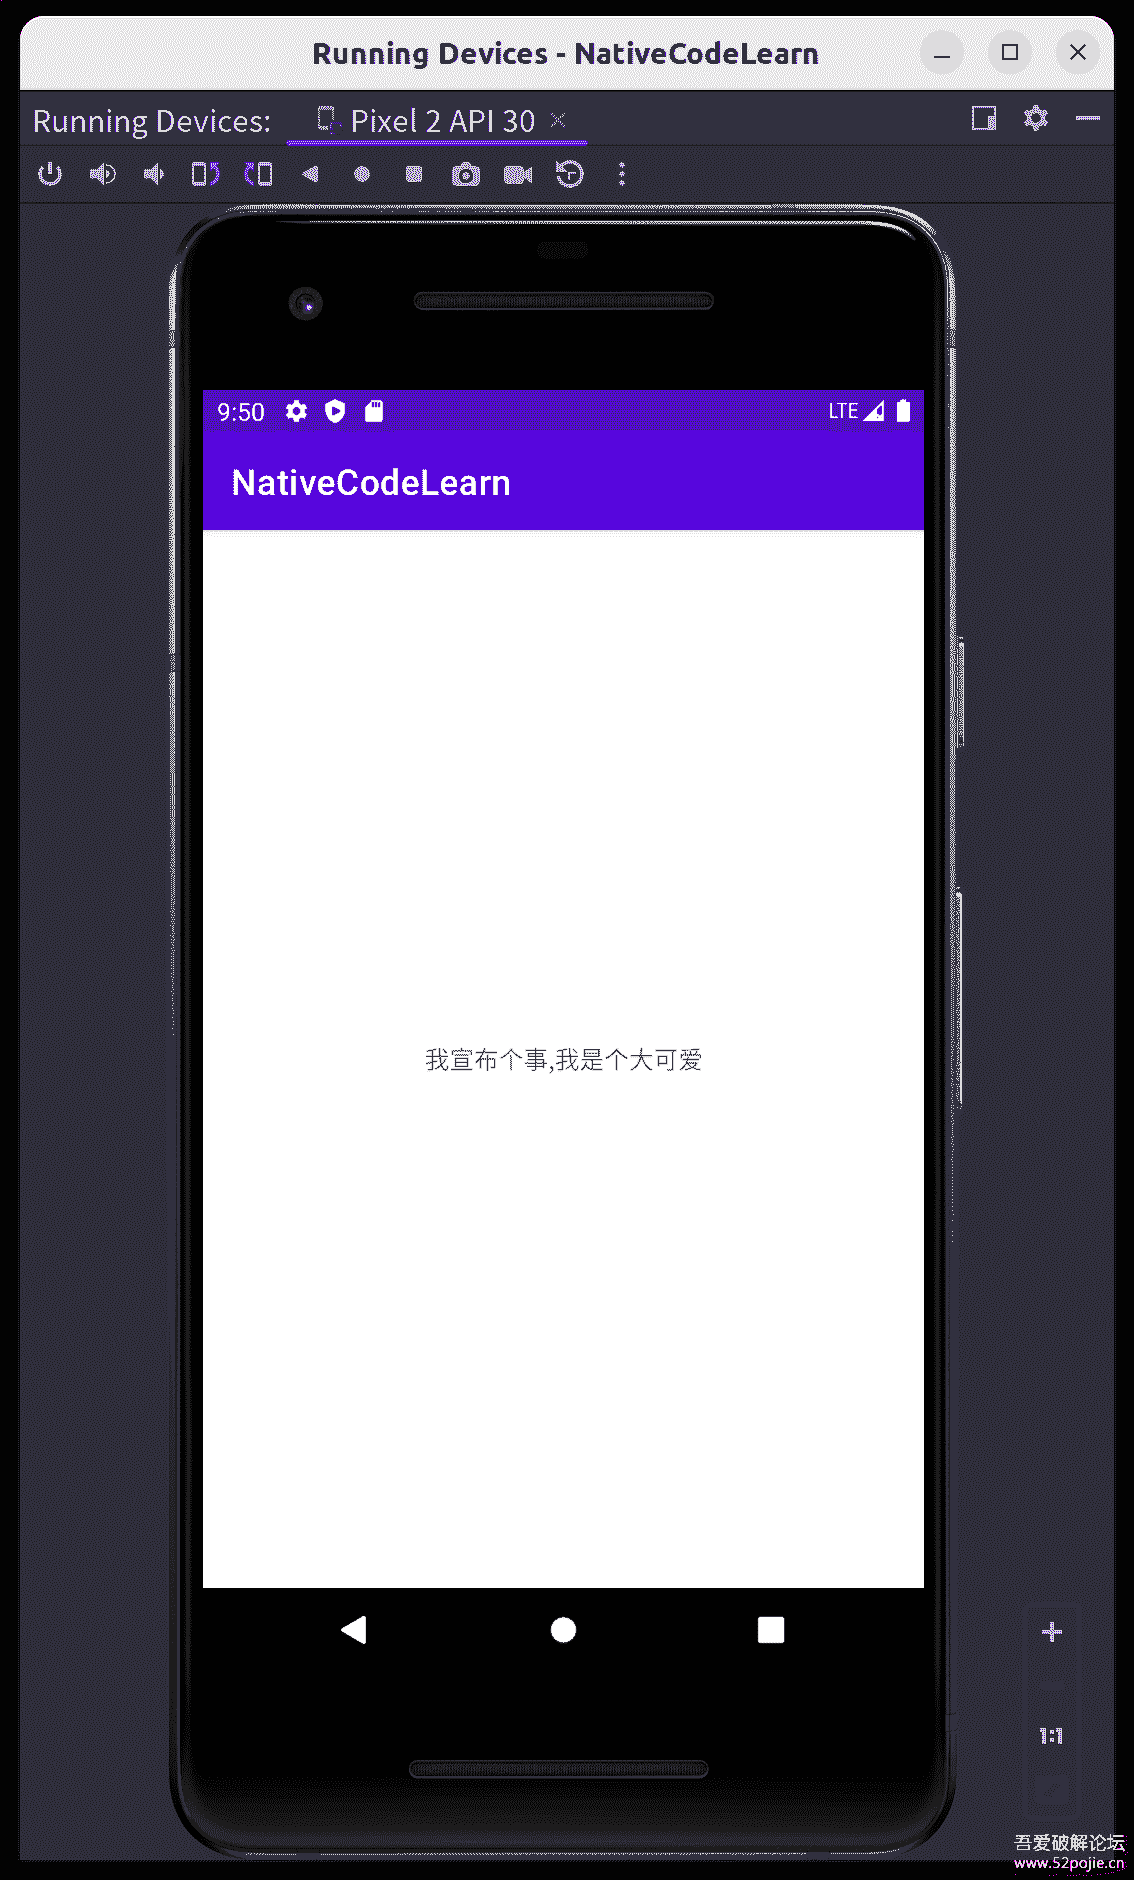 Running Devices - NativeCodeLearn
Running Devices: Pixel 2 API 30
9:50 LTE
NativeCodeLearn
我宣布个事,我是个大可爱
1:1
吾爱破解论坛
www.52pojie.cn